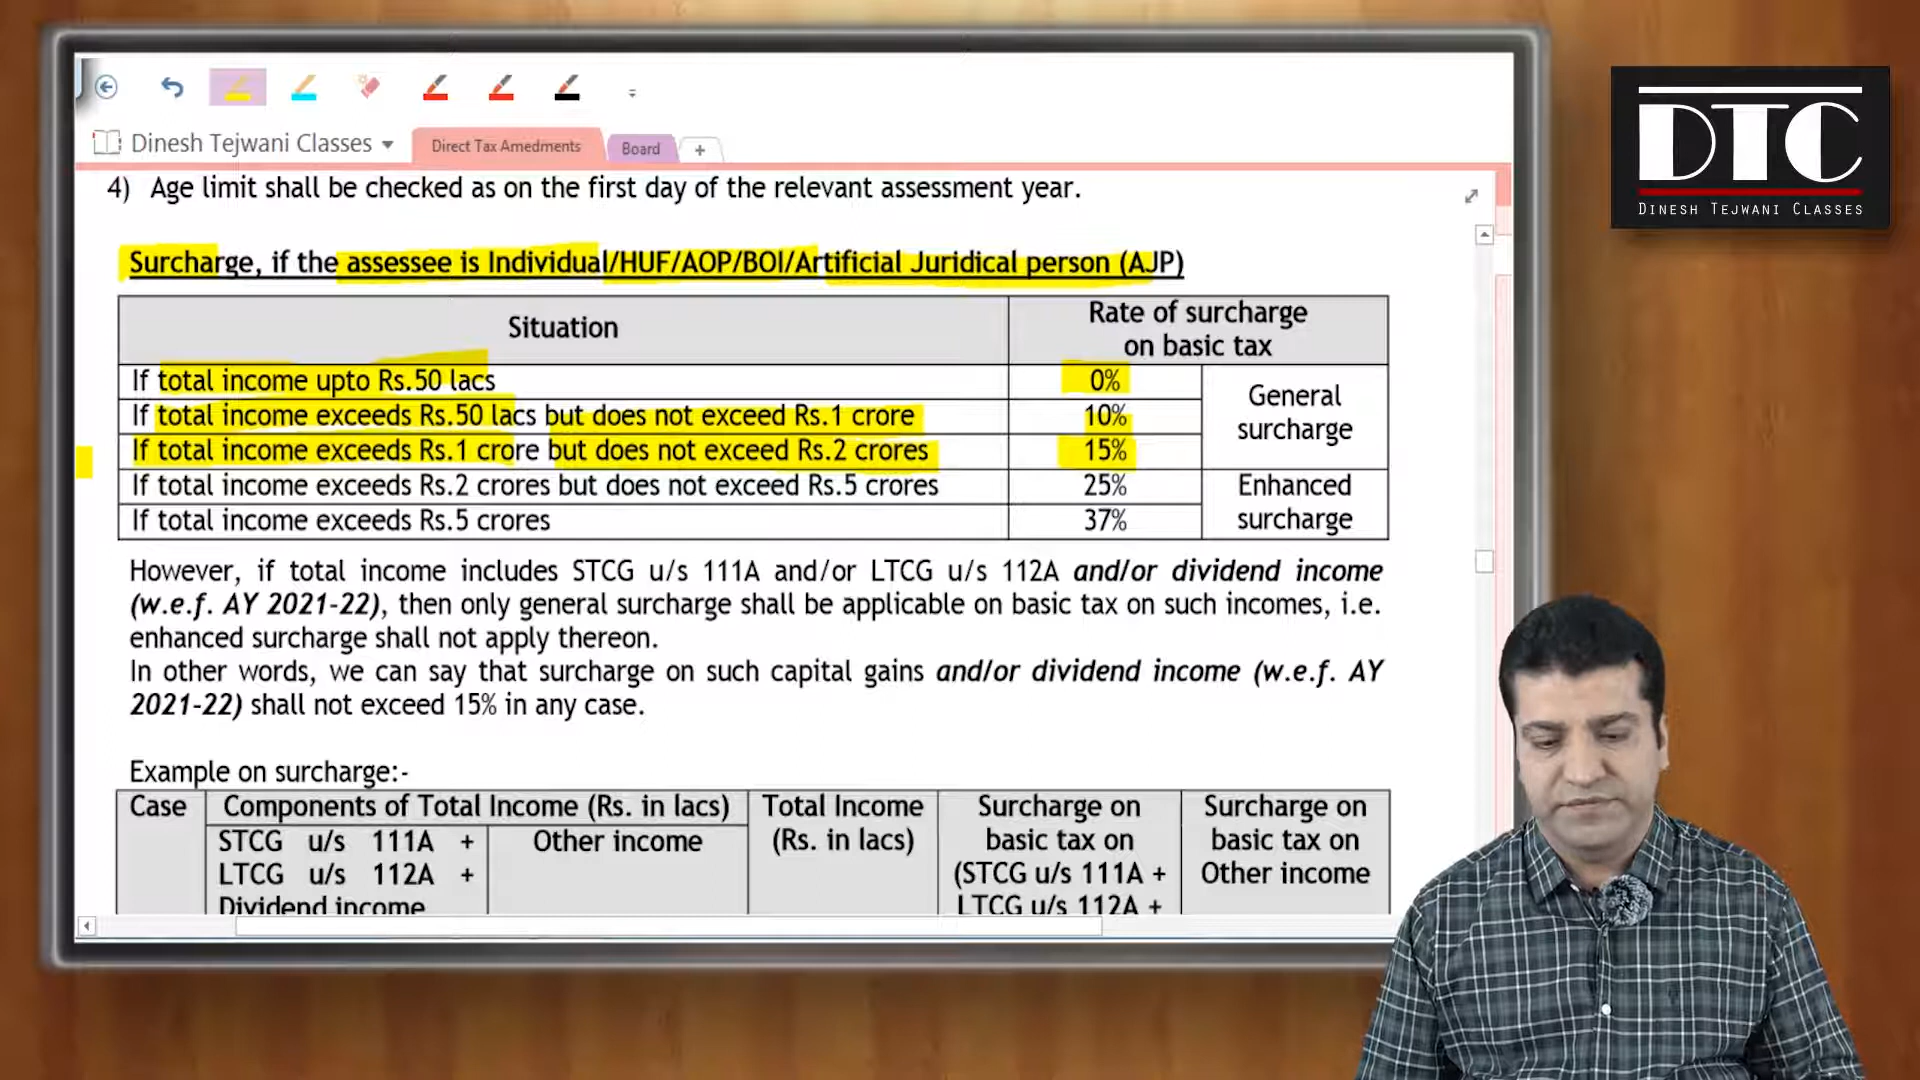 Dinesh Tejwani Classes
Direct Tax Amedments
Board
+
DTC
DINESH TEJWANI CLASSES
4) Age limit shall be checked as on the first day of the relevant assessment year.
Surcharge, if the assessee is Individual/HUF/AOP/BOI/Artificial Juridical person (AJP)
Situation
Rate of surcharge
on basic tax
If total income upto Rs.50 lacs 0%
General
surcharge
If total income exceeds Rs.50 lacs but does not exceed Rs.1 crore 10%
If total income exceeds Rs.1 crore but does not exceed Rs.2 crores 15%
If total income exceeds Rs.2 crores but does not exceed Rs.5 crores 25%
Enhanced
surcharge
If total income exceeds Rs.5 crores 37%
However, if total income includes STCG u/s 111A and/or LTCG u/s 112A and/or dividend income
(w.e.f. AY 2021-22), then only general surcharge shall be applicable on basic tax on such incomes, i.e.
enhanced surcharge shall not apply thereon.
In other words, we can say that surcharge on such capital gains and/or dividend income (w.e.f. AY
2021-22) shall not exceed 15% in any case.
Example on surcharge:-
Case
Components of Total Income (Rs. in lacs)
STCG u/s 111A +
LTCG u/s 112A +
Dividend income
Other income
Total Income
(Rs. in lacs)
Surcharge on
basic tax on
(STCG u/s 111A +
LTCG u/s 112A +
Surcharge on
basic tax on
Other income